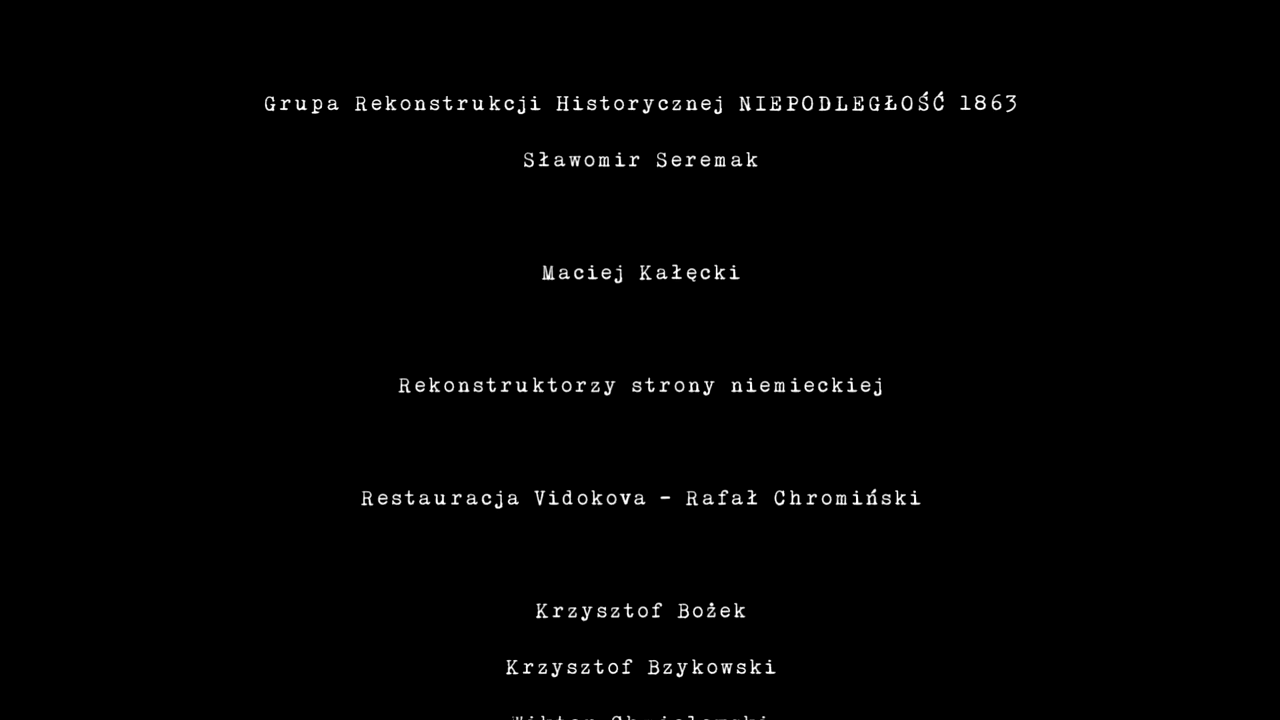 Grupa Rekonstrukcji Historycznej NIEPODLEGŁOŚĆ 1863
Sławomir Seremak
Maciej Kałęcki
Rekonstruktorzy strony niemieckiej
Restauracja Vidokova - Rafał Chromiński
Krzysztof Bożek
Krzysztof Bzykowski
Wiktor